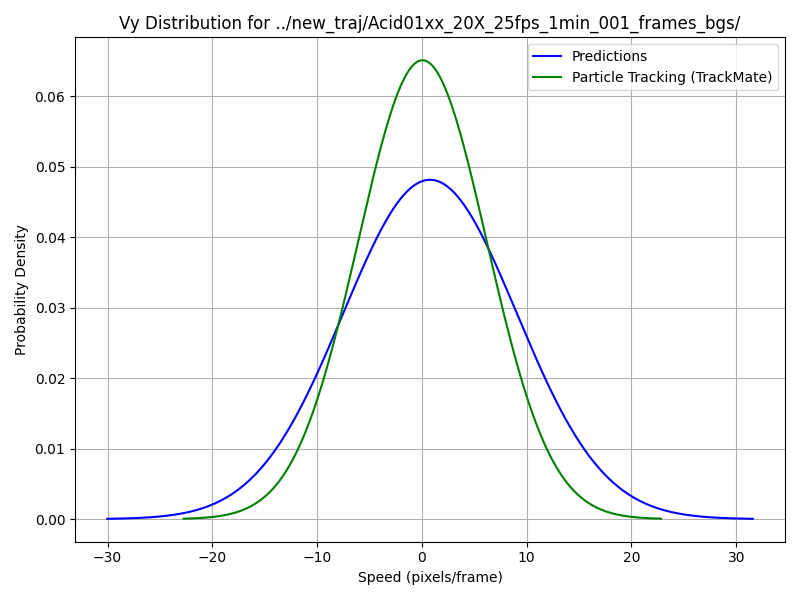 Vy Distribution for ../new_traj/Acid01xx_20X_25fps_1min_001_frames_bgs/
Predictions
Particle Tracking (TrackMate)
Probability Density
0.06
0.05
0.04
0.03
0.02
0.01
0.00
−30
−20
−10
0
10
20
30
Speed (pixels/frame)